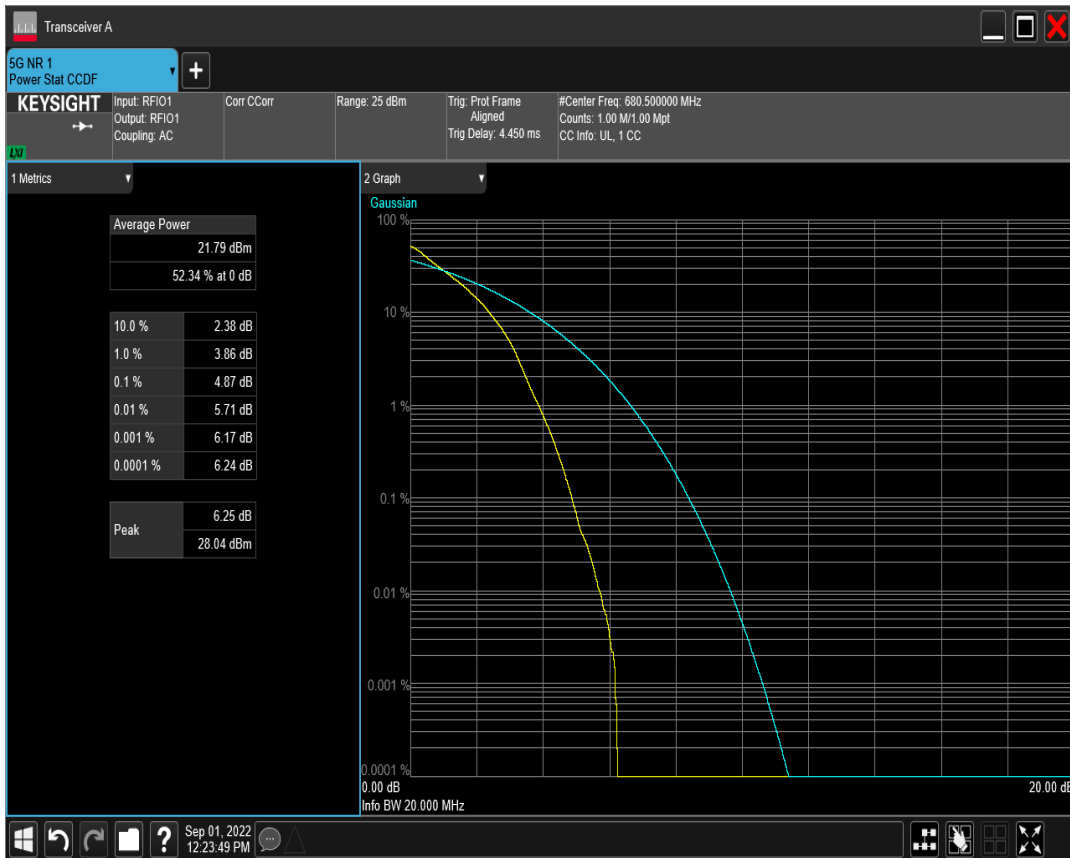 Transceiver A
5G NR 1
Power Stat CCDF
KEYSIGHT
LXI
Input: RFIO1
Output: RFIO1
Coupling: AC
Corr CCorr
Range: 25 dBm
Trig: Prot Frame
Aligned
Trig Delay: 4.450 ms
#Center Freq: 680.500000 MHz
Counts: 1.00 M/1.00 Mpt
CC Info: UL, 1 CC
1 Metrics
Average Power
21.79 dBm
52.34 % at 0 dB
10.0 % 2.38 dB
1.0 % 3.86 dB
0.1 % 4.87 dB
0.01 % 5.71 dB
0.001 % 6.17 dB
0.0001 % 6.24 dB
Peak 6.25 dB
28.04 dBm
2 Graph
Gaussian
100 %
10 %
1 %
0.1 %
0.01 %
0.001 %
0.0001 %
0.00 dB 20.00 dB
Info BW 20.000 MHz
? Sep 01, 2022
12:23:49 PM